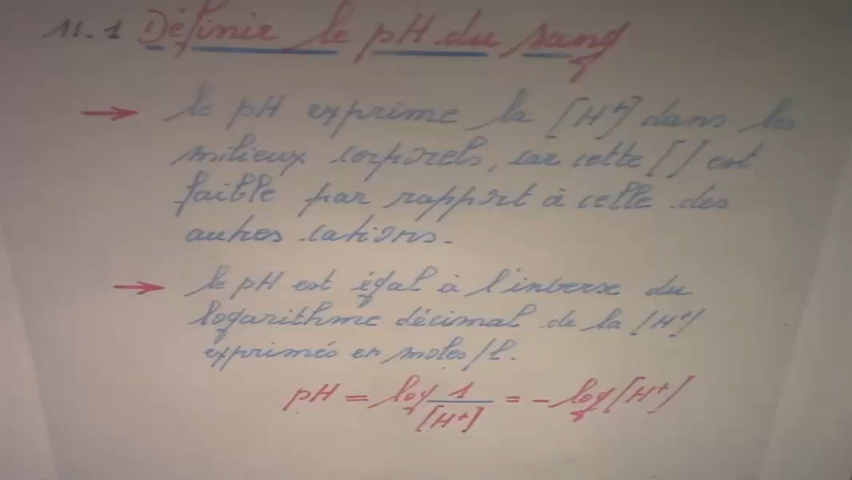 11.1 Définir le pH du sang
→ le pH exprime la [H+] dans les
milieux corporels, car cette [ ] est
faible par rapport à celle des
autres cations.
→ le pH est égal à l'inverse du
logarithme décimal de la [H+]
exprimés en moles/l.
pH = log 1/[H+] = - log [H+]